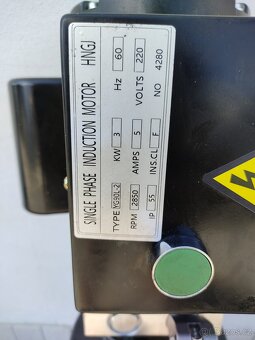 SINGLE PHASE INDUCTION MOTOR HNGJ
TYPE YG90L-2 KW 3 Hz 60
RPM 2850 AMPS 5 VOLTS 220
IP 55 INS.CL F NO 4280